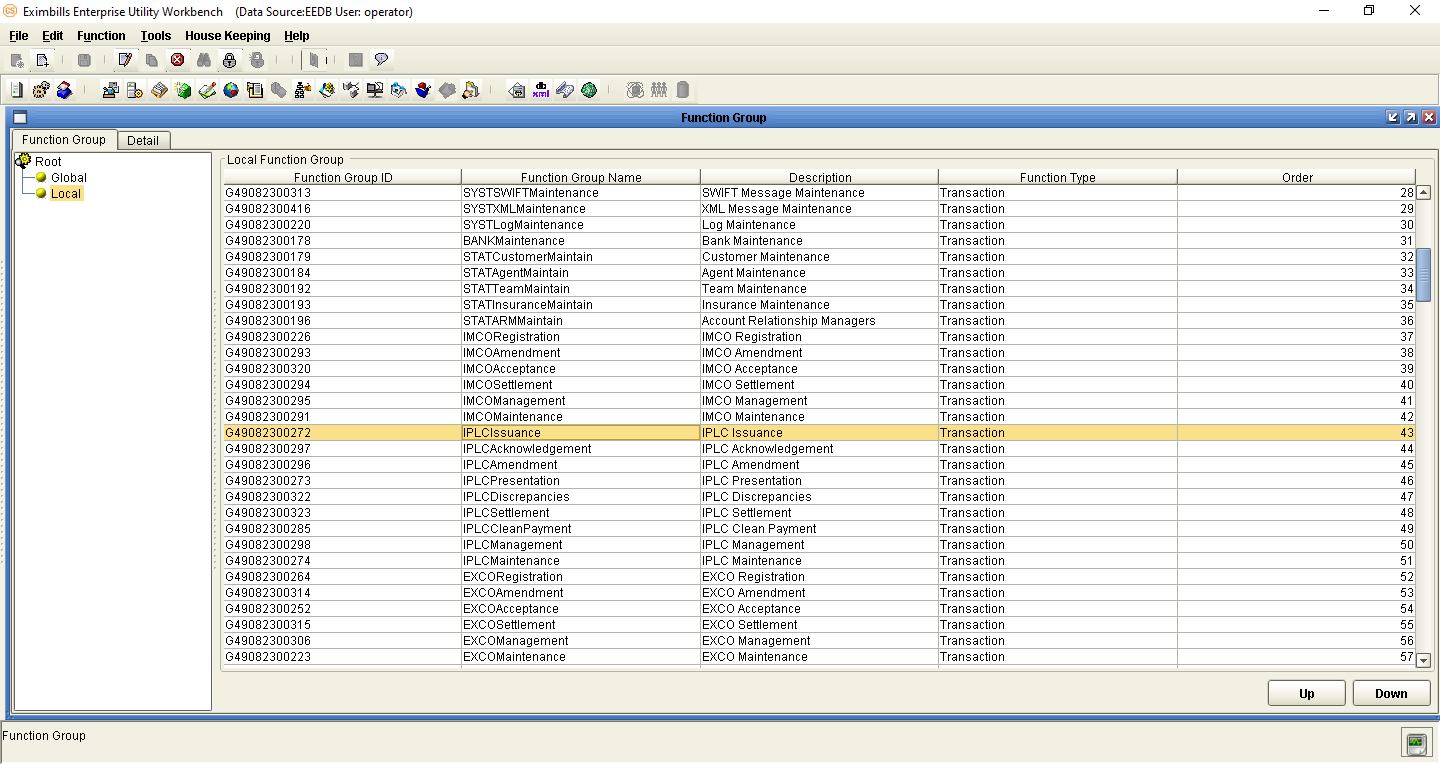 CS Eximbills Enterprise Utility Workbench (Data Source:EEDB User: operator)
File Edit Function Tools House Keeping Help
db
xml
Function Group
Function Group Detail
Root
Global
Local
Local Function Group
Function Group ID Function Group Name Description Function Type Order
G49082300313 SYSTSWIFTMaintenance SWIFT Message Maintenance Transaction 28
G49082300416 SYSTXMLMaintenance XML Message Maintenance Transaction 29
G49082300220 SYSTLogMaintenance Log Maintenance Transaction 30
G49082300178 BANKMaintenance Bank Maintenance Transaction 31
G49082300179 STATCustomerMaintain Customer Maintenance Transaction 32
G49082300184 STATAgentMaintain Agent Maintenance Transaction 33
G49082300192 STATTeamMaintain Team Maintenance Transaction 34
G49082300193 STATInsuranceMaintain Insurance Maintenance Transaction 35
G49082300196 STATARMMaintain Account Relationship Managers Transaction 36
G49082300226 IMCORegistration IMCO Registration Transaction 37
G49082300293 IMCOAmendment IMCO Amendment Transaction 38
G49082300320 IMCOAcceptance IMCO Acceptance Transaction 39
G49082300294 IMCOSettlement IMCO Settlement Transaction 40
G49082300295 IMCOManagement IMCO Management Transaction 41
G49082300291 IMCOMaintenance IMCO Maintenance Transaction 42
G49082300272 IPLCIssuance IPLC Issuance Transaction 43
G49082300297 IPLCAcknowledgement IPLC Acknowledgement Transaction 44
G49082300296 IPLCAmendment IPLC Amendment Transaction 45
G49082300273 IPLCPresentation IPLC Presentation Transaction 46
G49082300322 IPLCDiscrepancies IPLC Discrepancies Transaction 47
G49082300323 IPLCSettlement IPLC Settlement Transaction 48
G49082300285 IPLCCleanPayment IPLC Clean Payment Transaction 49
G49082300298 IPLCManagement IPLC Management Transaction 50
G49082300274 IPLCMaintenance IPLC Maintenance Transaction 51
G49082300264 EXCORegistration EXCO Registration Transaction 52
G49082300314 EXCOAmendment EXCO Amendment Transaction 53
G49082300252 EXCOAcceptance EXCO Acceptance Transaction 54
G49082300315 EXCOSettlement EXCO Settlement Transaction 55
G49082300306 EXCOManagement EXCO Management Transaction 56
G49082300223 EXCOMaintenance EXCO Maintenance Transaction 57
Up Down
Function Group